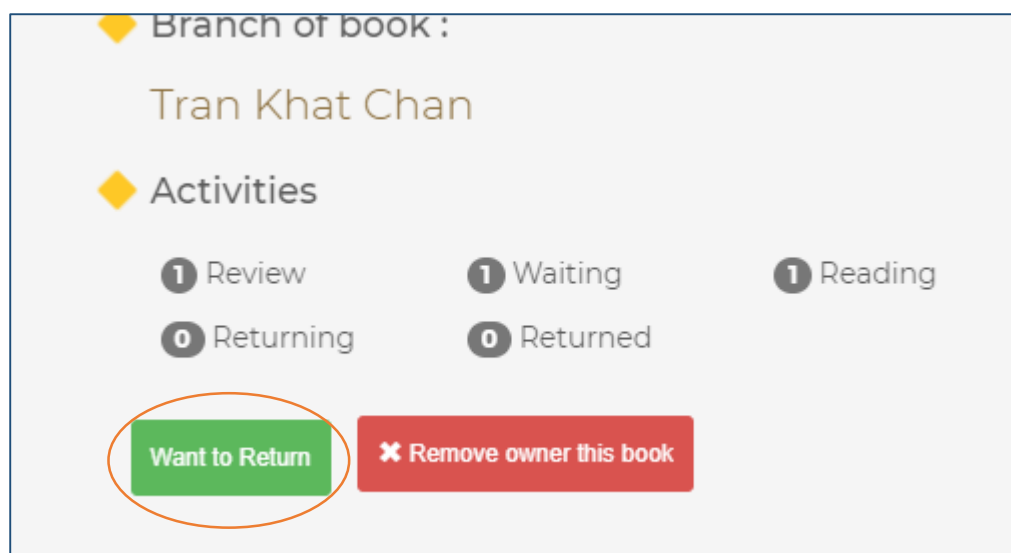 Branch of book :
Tran Khat Chan
Activities
1 Review 1 Waiting 1 Reading
0 Returning 0 Returned
Want to Return ✖ Remove owner this book